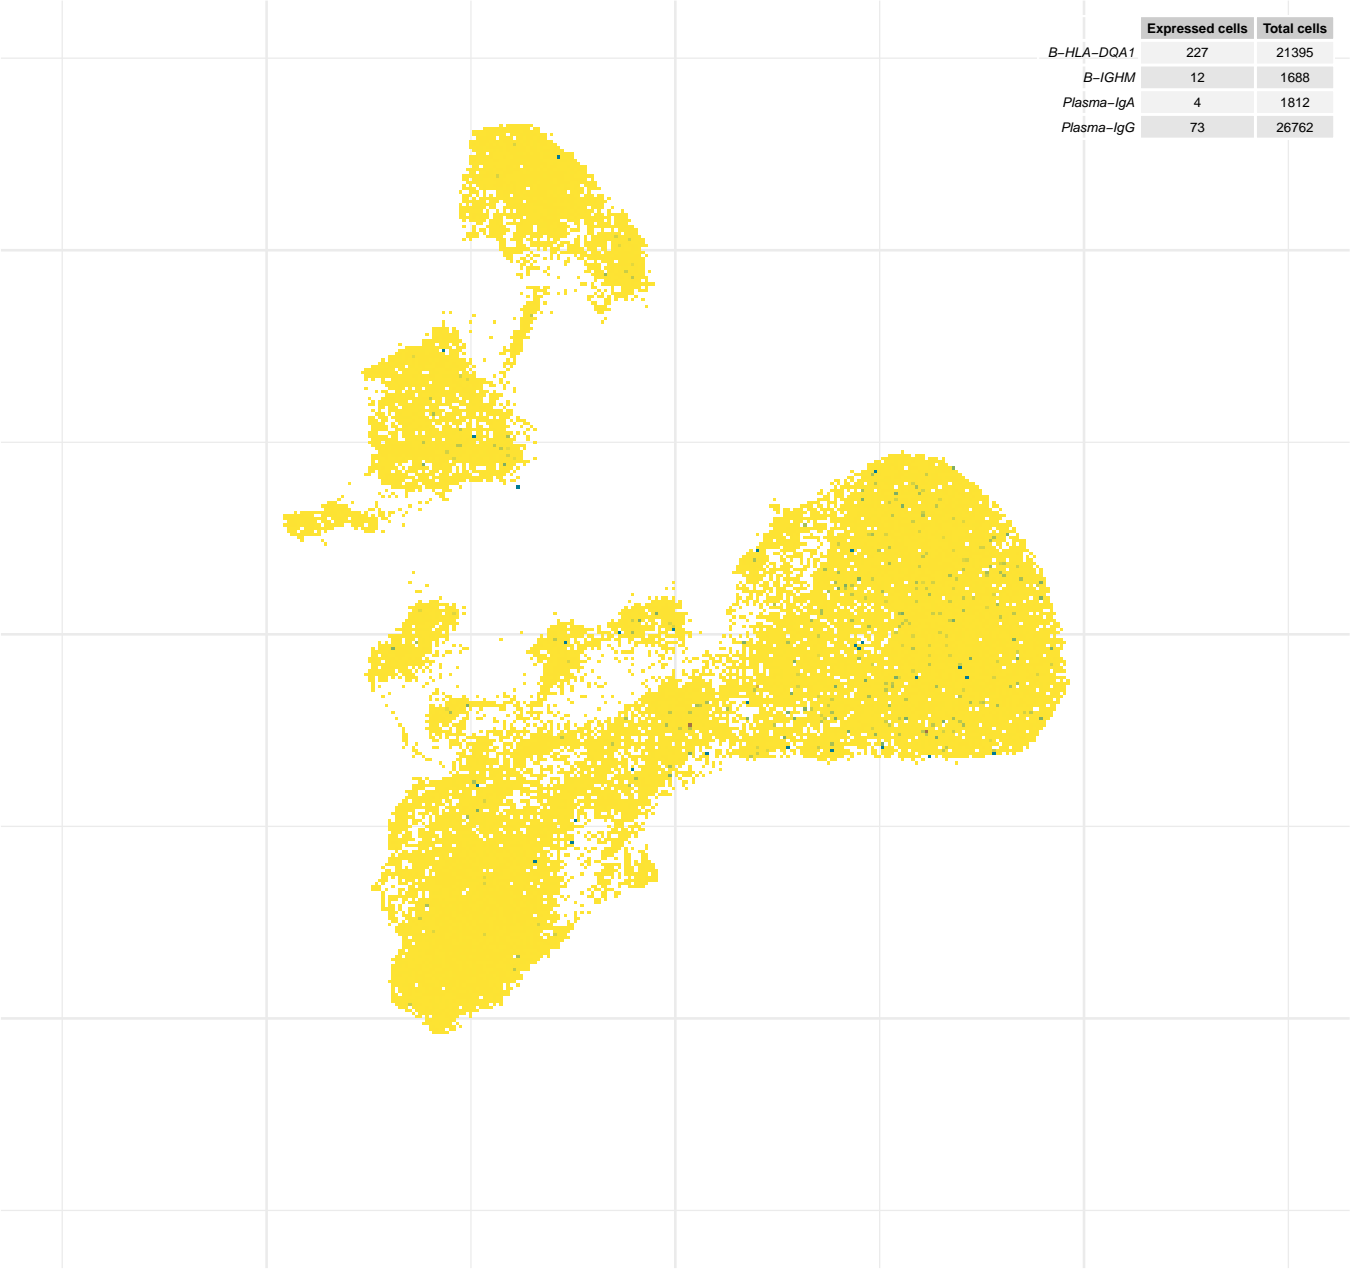 Expressed cells Total cells
B−HLA−DQA1 227 21395
B−IGHM 12 1688
Plasma−IgA 4 1812
Plasma−IgG 73 26762